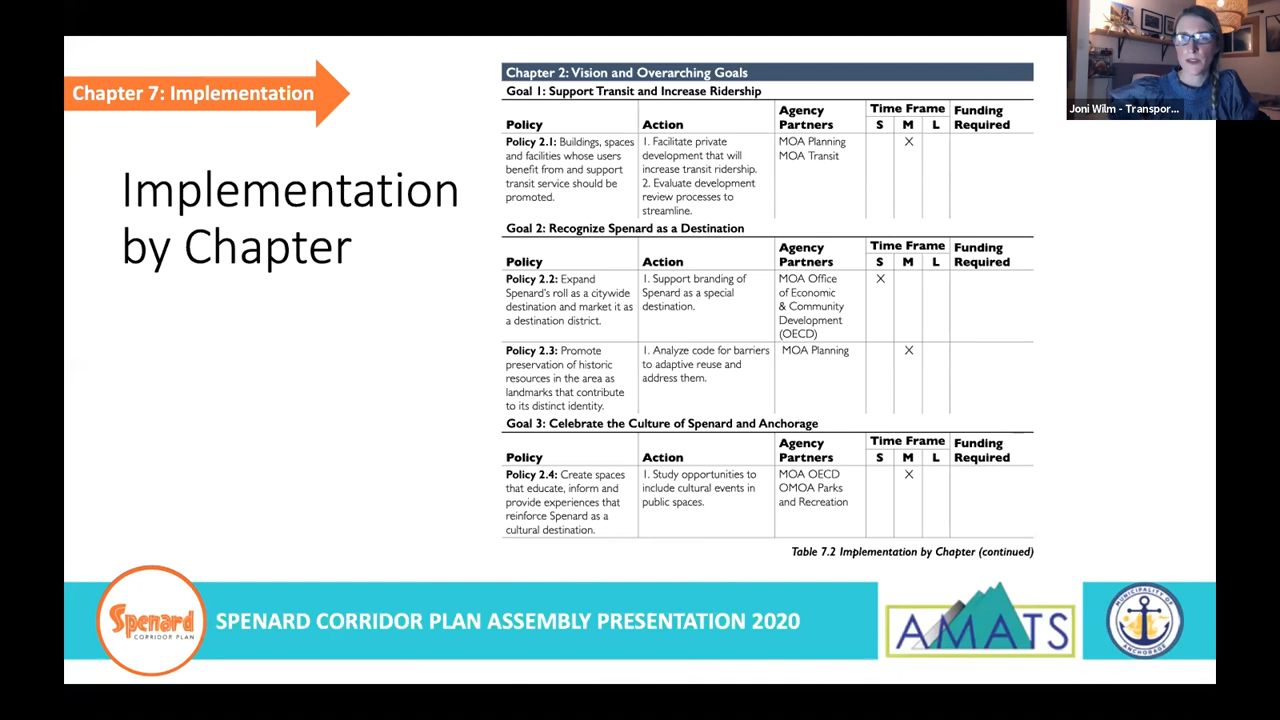 Chapter 7: Implementation
Implementation
by Chapter
Chapter 2: Vision and Overarching Goals
Goal 1: Support Transit and Increase Ridership
Policy Action Agency Partners Time Frame S M L Funding Required
Policy 2.1: Buildings, spaces
and facilities whose users
benefit from and support
transit service should be
promoted.
1. Facilitate private
development that will
increase transit ridership.
2. Evaluate development
review processes to
streamline.
MOA Planning
MOA Transit
X
Goal 2: Recognize Spenard as a Destination
Policy Action Agency Partners Time Frame S M L Funding Required
Policy 2.2: Expand
Spenard's roll as a citywide
destination and market it as
a destination district.
1. Support branding of
Spenard as a special
destination.
MOA Office
of Economic
& Community
Development
(OECD)
X
Policy 2.3: Promote
preservation of historic
resources in the area as
landmarks that contribute
to its distinct identity.
1. Analyze code for barriers
to adaptive reuse and
address them.
MOA Planning
X
Goal 3: Celebrate the Culture of Spenard and Anchorage
Policy Action Agency Partners Time Frame S M L Funding Required
Policy 2.4: Create spaces
that educate, inform and
provide experiences that
reinforce Spenard as a
cultural destination.
1. Study opportunities to
include cultural events in
public spaces.
MOA OECD
OMOA Parks
and Recreation
X
Table 7.2 Implementation by Chapter (continued)
Spenard
CORRIDOR PLAN
SPENARD CORRIDOR PLAN ASSEMBLY PRESENTATION 2020
AMATS
MUNICIPALITY OF
ANCHORAGE
Joni Wilm - Transpor...